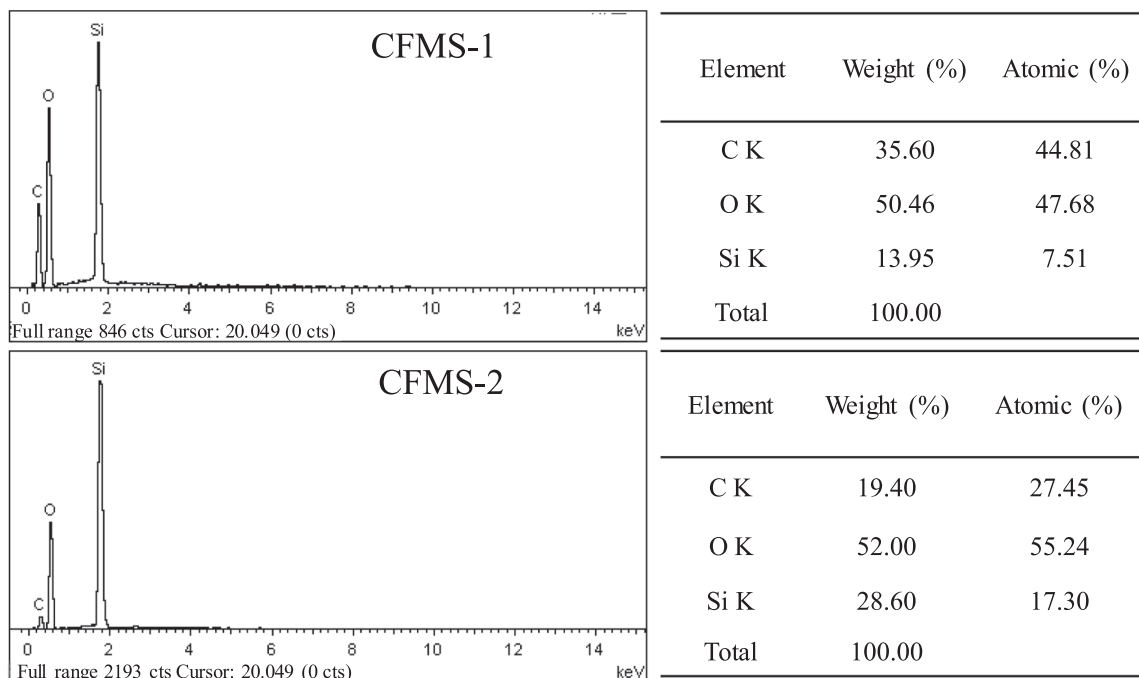 CFMS-1
Si
O
C
0 2 4 6 8 10 12 14
keV
Full range 846 cts Cursor: 20.049 (0 cts)
Element Weight (%) Atomic (%)
C K 35.60 44.81
O K 50.46 47.68
Si K 13.95 7.51
Total 100.00
CFMS-2
Si
O
C
0 2 4 6 8 10 12 14
keV
Full range 2193 cts Cursor: 20.049 (0 cts)
Element Weight (%) Atomic (%)
C K 19.40 27.45
O K 52.00 55.24
Si K 28.60 17.30
Total 100.00